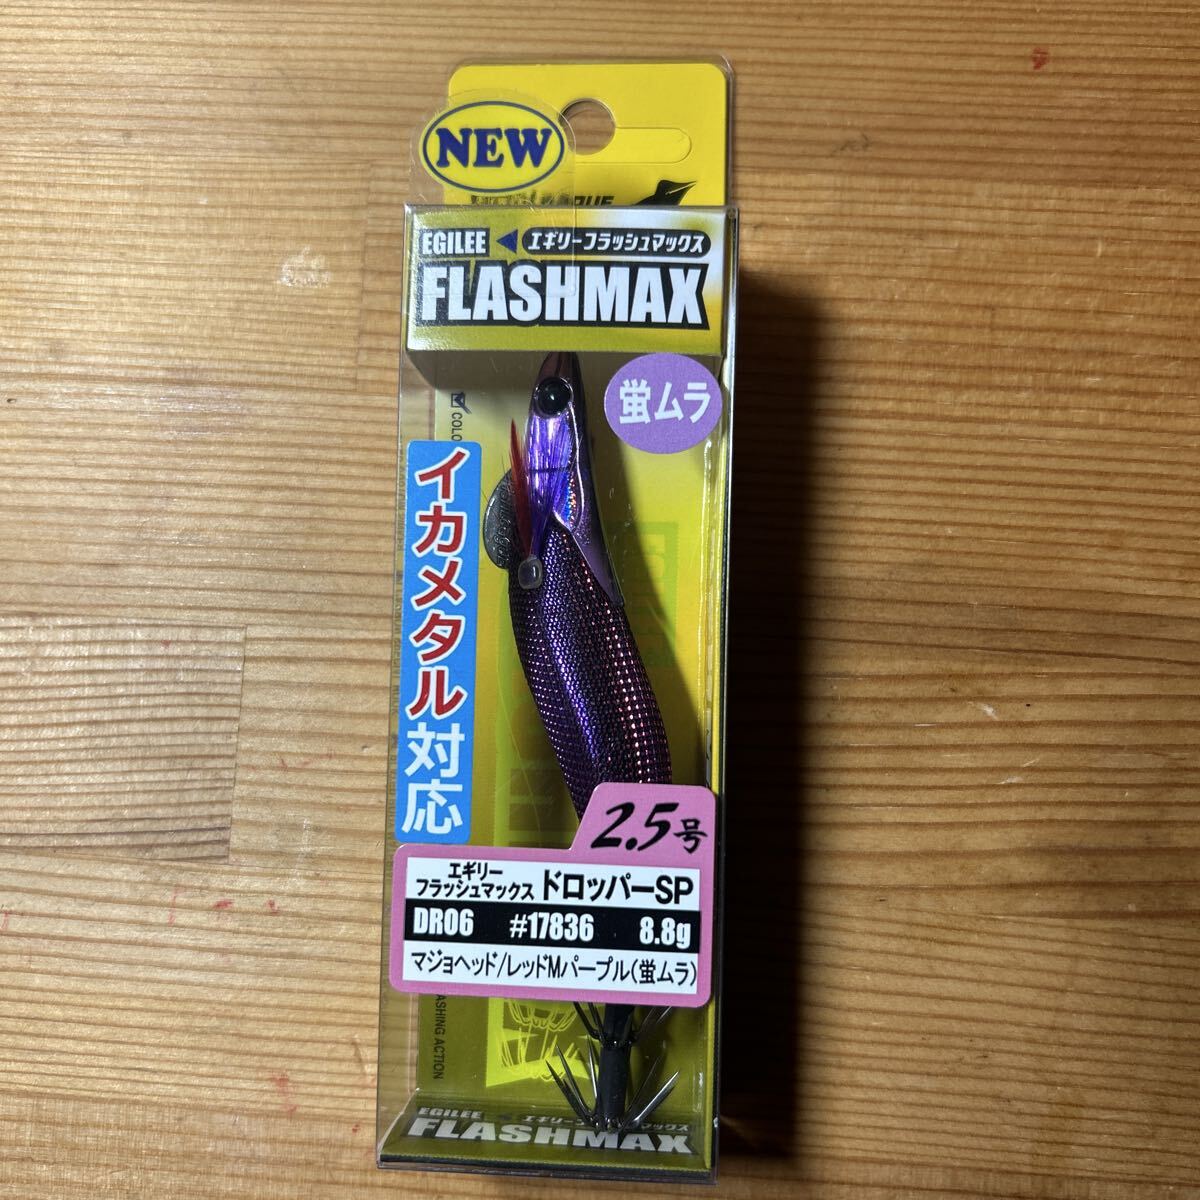 NEW
EGILEE
エギリーフラッシュマックス
FLASHMAX
蛍ムラ
COLO
イカメタル対応
2.5号
エギリー
フラッシュマックス ドロッパーSP
DR06 #17836 8.8g
マジョヘッド/レッドMパープル(蛍ムラ)
ASHING ACTION
EGILEE エギリーフラッシュマックス
FLASHMAX